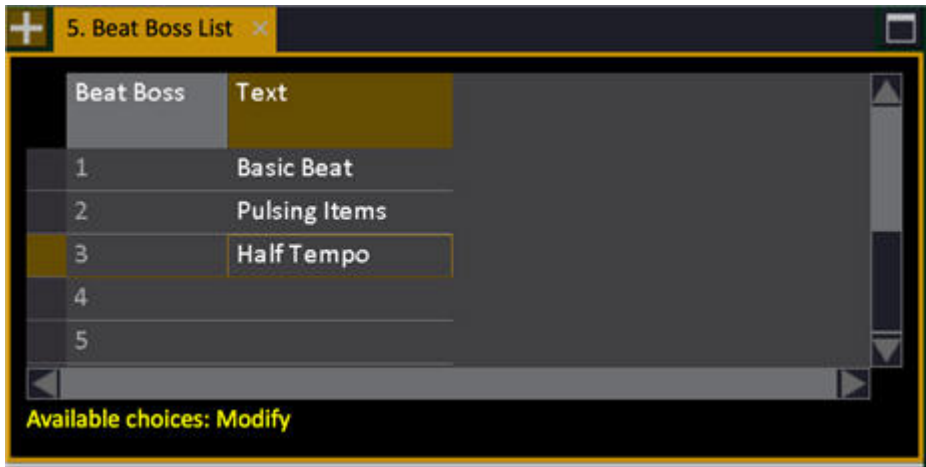 5. Beat Boss List
Beat Boss Text
1 Basic Beat
2 Pulsing Items
3 Half Tempo
4
5
Available choices: Modify